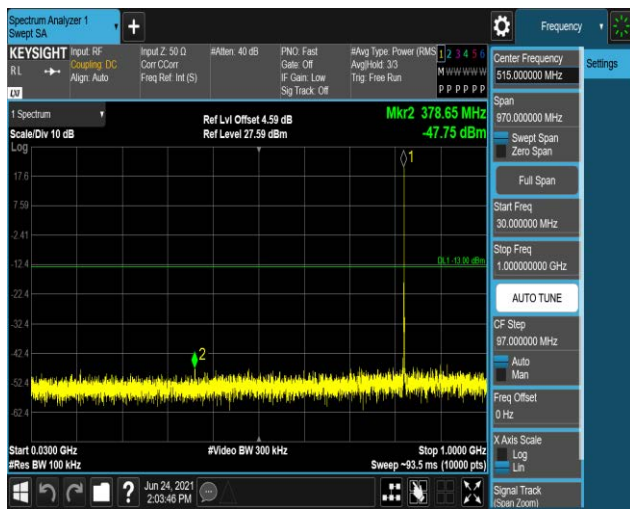 Spectrum Analyzer 1
Swept SA
Frequency
KEYSIGHT
RL
LXI
Input: RF
Coupling: DC
Align: Auto
Input Z: 50 Ω
Corr CCorr
Freq Ref: Int (S)
#Atten: 40 dB
PNO: Fast
Gate: Off
IF Gain: Low
Sig Track: Off
#Avg Type: Power (RMS
Avg|Hold: 3/3
Trig: Free Run
1 2 3 4 5 6
M W W W W W
P P P P P P
1 Spectrum
Scale/Div 10 dB
Log
Ref Lvl Offset 4.59 dB
Ref Level 27.59 dBm
Mkr2 378.65 MHz
-47.75 dBm
17.6
7.59
-2.41
-12.4
-22.4
-32.4
-42.4
-52.4
-62.4
1
DL1 -13.00 dBm
2
Start 0.0300 GHz
#Res BW 100 kHz
#Video BW 300 kHz
Stop 1.0000 GHz
Sweep ~93.5 ms (10000 pts)
?
Jun 24, 2021
2:03:46 PM
Center Frequency
515.000000 MHz
Span
970.000000 MHz
Swept Span
Zero Span
Full Span
Start Freq
30.000000 MHz
Stop Freq
1.000000000 GHz
AUTO TUNE
CF Step
97.000000 MHz
Auto
Man
Freq Offset
0 Hz
X Axis Scale
Log
Lin
Signal Track
(Span Zoom)
Settings